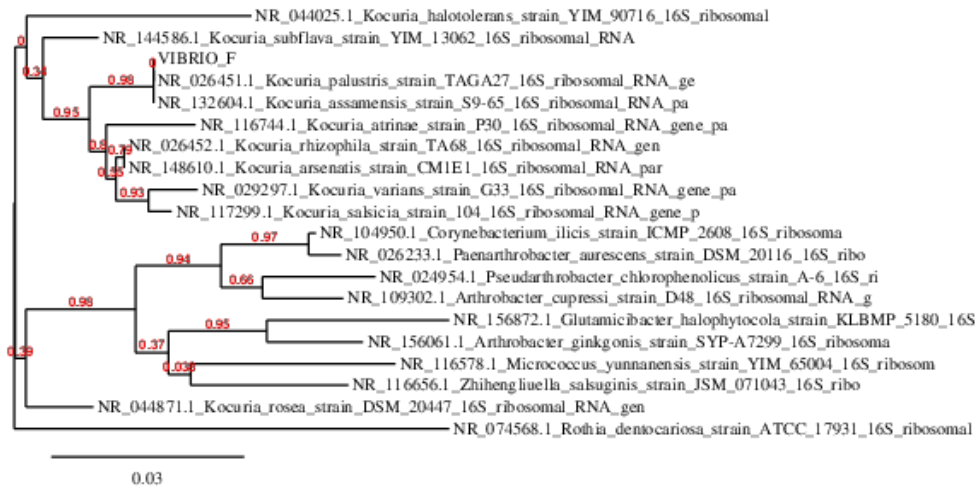 NR_044025.1_Kocuria_halotolerans_strain_YIM_90716_16S_ribosomal
0
NR_144586.1_Kocuria_subflava_strain_YIM_13062_16S_ribosomal_RNA
0.34
VIBRIO_F
0
0.98
NR_026451.1_Kocuria_palustris_strain_TAGA27_16S_ribosomal_RNA_ge
NR_132604.1_Kocuria_assamensis_strain_S9-65_16S_ribosomal_RNA_pa
0.95
NR_116744.1_Kocuria_atrinae_strain_P30_16S_ribosomal_RNA_gene_pa
NR_026452.1_Kocuria_rhizophila_strain_TA68_16S_ribosomal_RNA_gen
NR_148610.1_Kocuria_arsenatis_strain_CM1E1_16S_ribosomal_RNA_par
0.93
NR_029297.1_Kocuria_varians_strain_G33_16S_ribosomal_RNA_gene_pa
NR_117299.1_Kocuria_salsicia_strain_104_16S_ribosomal_RNA_gene_p
0.97
NR_104950.1_Corynebacterium_ilicis_strain_ICMP_2608_16S_ribosoma
0.94
NR_026233.1_Paenarthrobacter_aurescens_strain_DSM_20116_16S_ribo
0.66
NR_024954.1_Pseudarthrobacter_chlorophenolicus_strain_A-6_16S_ri
NR_109302.1_Arthrobacter_cupressi_strain_D48_16S_ribosomal_RNA_g
0.98
0.95
NR_156872.1_Glutamicibacter_halophytocola_strain_KLBMP_5180_16S
0.37
NR_156061.1_Arthrobacter_ginkgonis_strain_SYP-A7299_16S_ribosoma
0.39
NR_116578.1_Micrococcus_yunnanensis_strain_YIM_65004_16S_ribosom
NR_116656.1_Zhihengliuella_salsuginis_strain_JSM_071043_16S_ribo
NR_044871.1_Kocuria_rosea_strain_DSM_20447_16S_ribosomal_RNA_gen
NR_074568.1_Rothia_dentocariosa_strain_ATCC_17931_16S_ribosomal
0.03